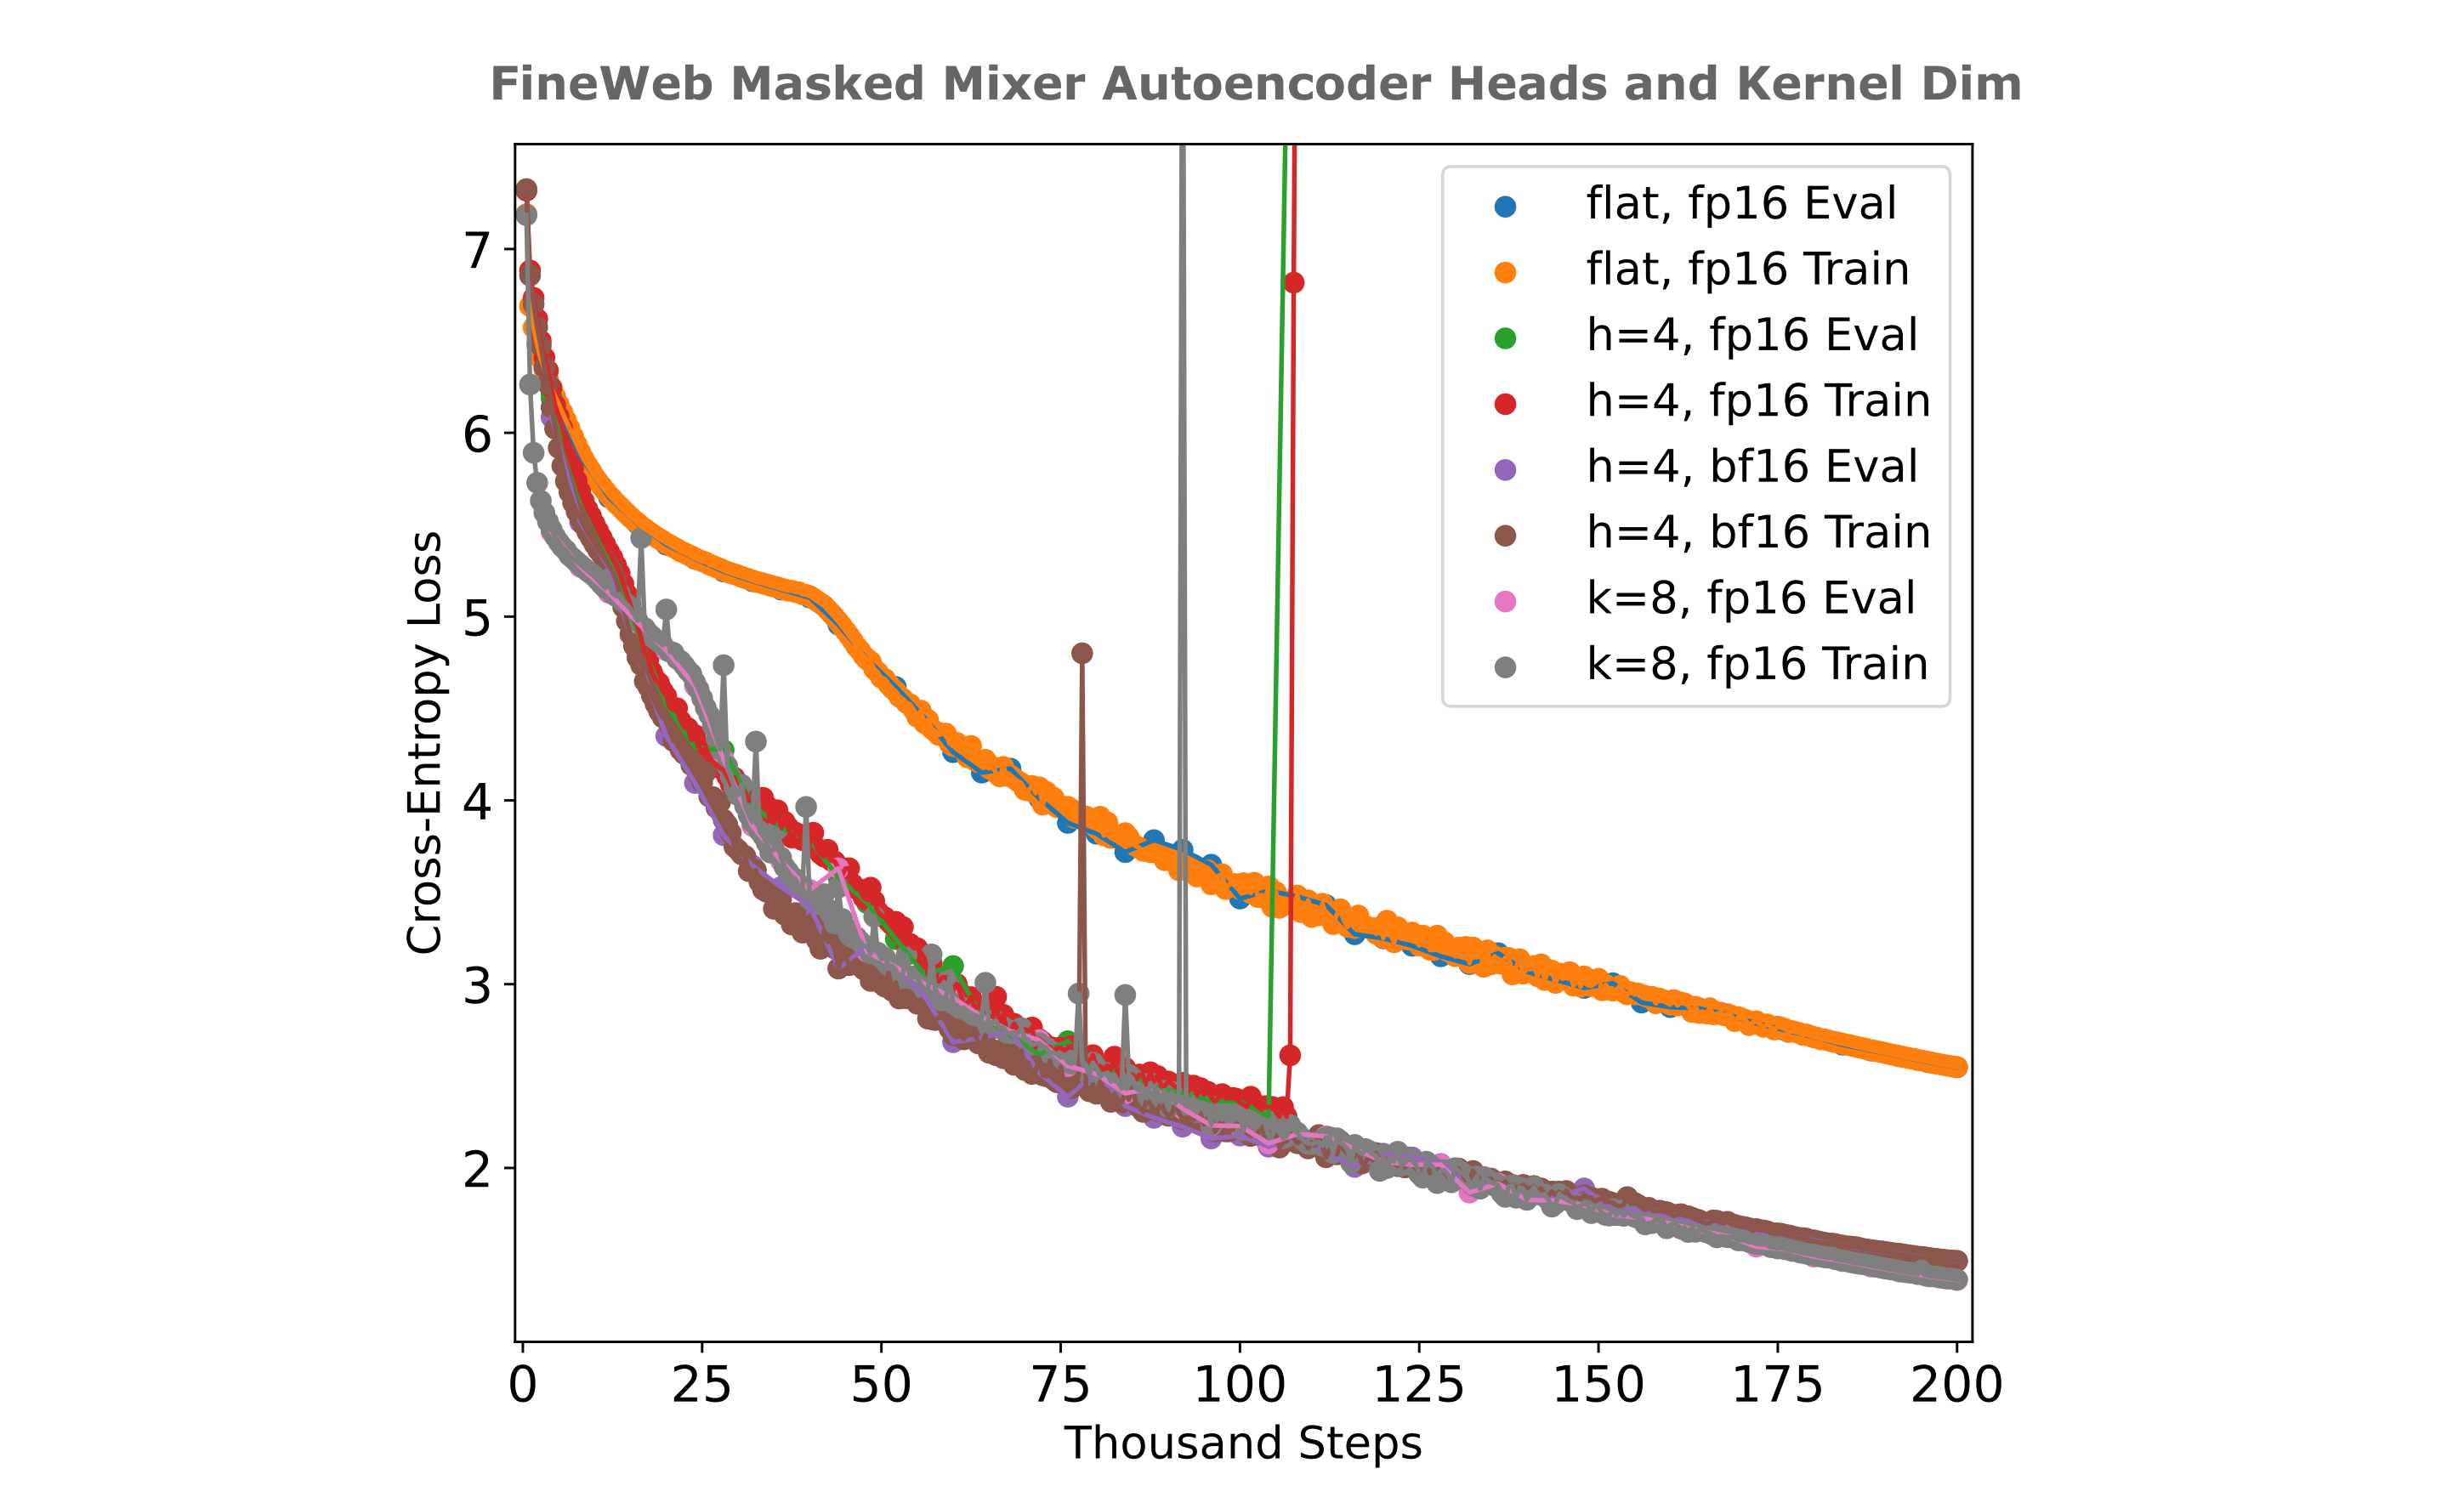 FineWeb Masked Mixer Autoencoder Heads and Kernel Dim
flat, fp16 Eval
flat, fp16 Train
h=4, fp16 Eval
h=4, fp16 Train
h=4, bf16 Eval
h=4, bf16 Train
k=8, fp16 Eval
k=8, fp16 Train
7
6
5
4
3
2
Cross-Entropy Loss
0 25 50 75 100 125 150 175 200
Thousand Steps